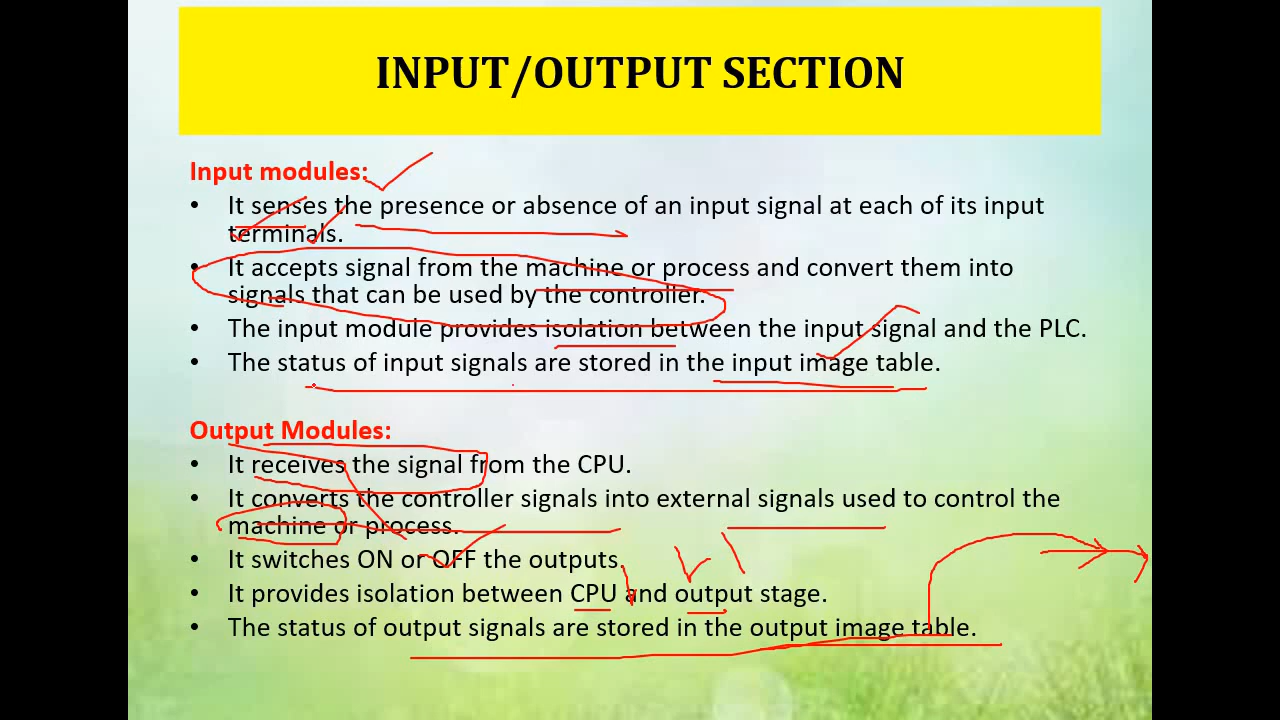 INPUT/OUTPUT SECTION
Input modules:
• It senses the presence or absence of an input signal at each of its input
terminals.
• It accepts signal from the machine or process and convert them into
signals that can be used by the controller.
• The input module provides isolation between the input signal and the PLC.
• The status of input signals are stored in the input image table.
Output Modules:
• It receives the signal from the CPU.
• It converts the controller signals into external signals used to control the
machine or process.
• It switches ON or OFF the outputs.
• It provides isolation between CPU and output stage.
• The status of output signals are stored in the output image table.